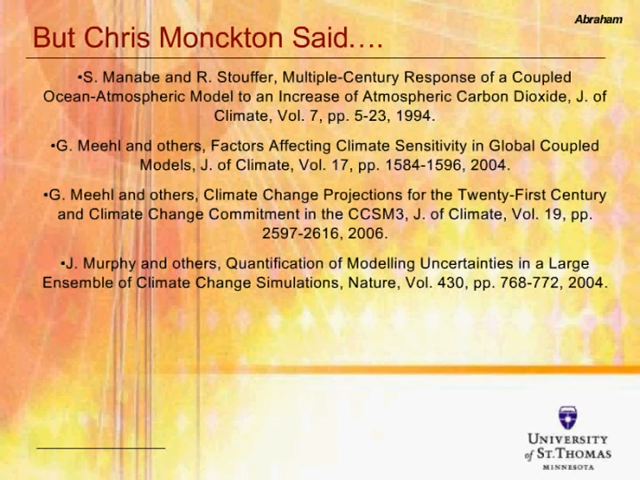 Abraham
But Chris Monckton Said….
•S. Manabe and R. Stouffer, Multiple-Century Response of a Coupled
Ocean-Atmospheric Model to an Increase of Atmospheric Carbon Dioxide, J. of
Climate, Vol. 7, pp. 5-23, 1994.
•G. Meehl and others, Factors Affecting Climate Sensitivity in Global Coupled
Models, J. of Climate, Vol. 17, pp. 1584-1596, 2004.
•G. Meehl and others, Climate Change Projections for the Twenty-First Century
and Climate Change Commitment in the CCSM3, J. of Climate, Vol. 19, pp.
2597-2616, 2006.
•J. Murphy and others, Quantification of Modelling Uncertainties in a Large
Ensemble of Climate Change Simulations, Nature, Vol. 430, pp. 768-772, 2004.
UNIVERSITY
of ST. THOMAS
MINNESOTA